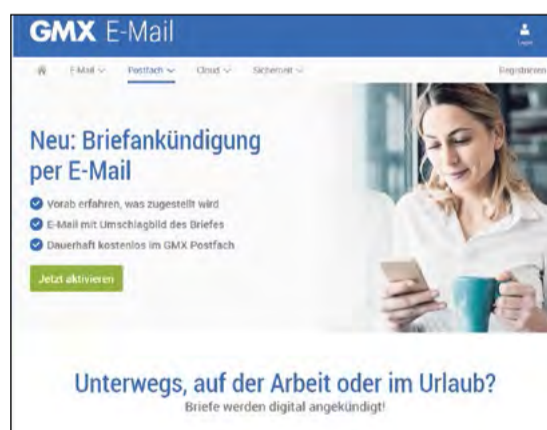 GMX E-Mail
Login
E-Mail Postfach Cloud Sicherheit Registrieren
Neu: Briefankündigung
per E-Mail
Vorab erfahren, was zugestellt wird
E-Mail mit Umschlagbild des Briefes
Dauerhaft kostenlos im GMX Postfach
Jetzt aktivieren
Unterwegs, auf der Arbeit oder im Urlaub?
Briefe werden digital angekündigt!